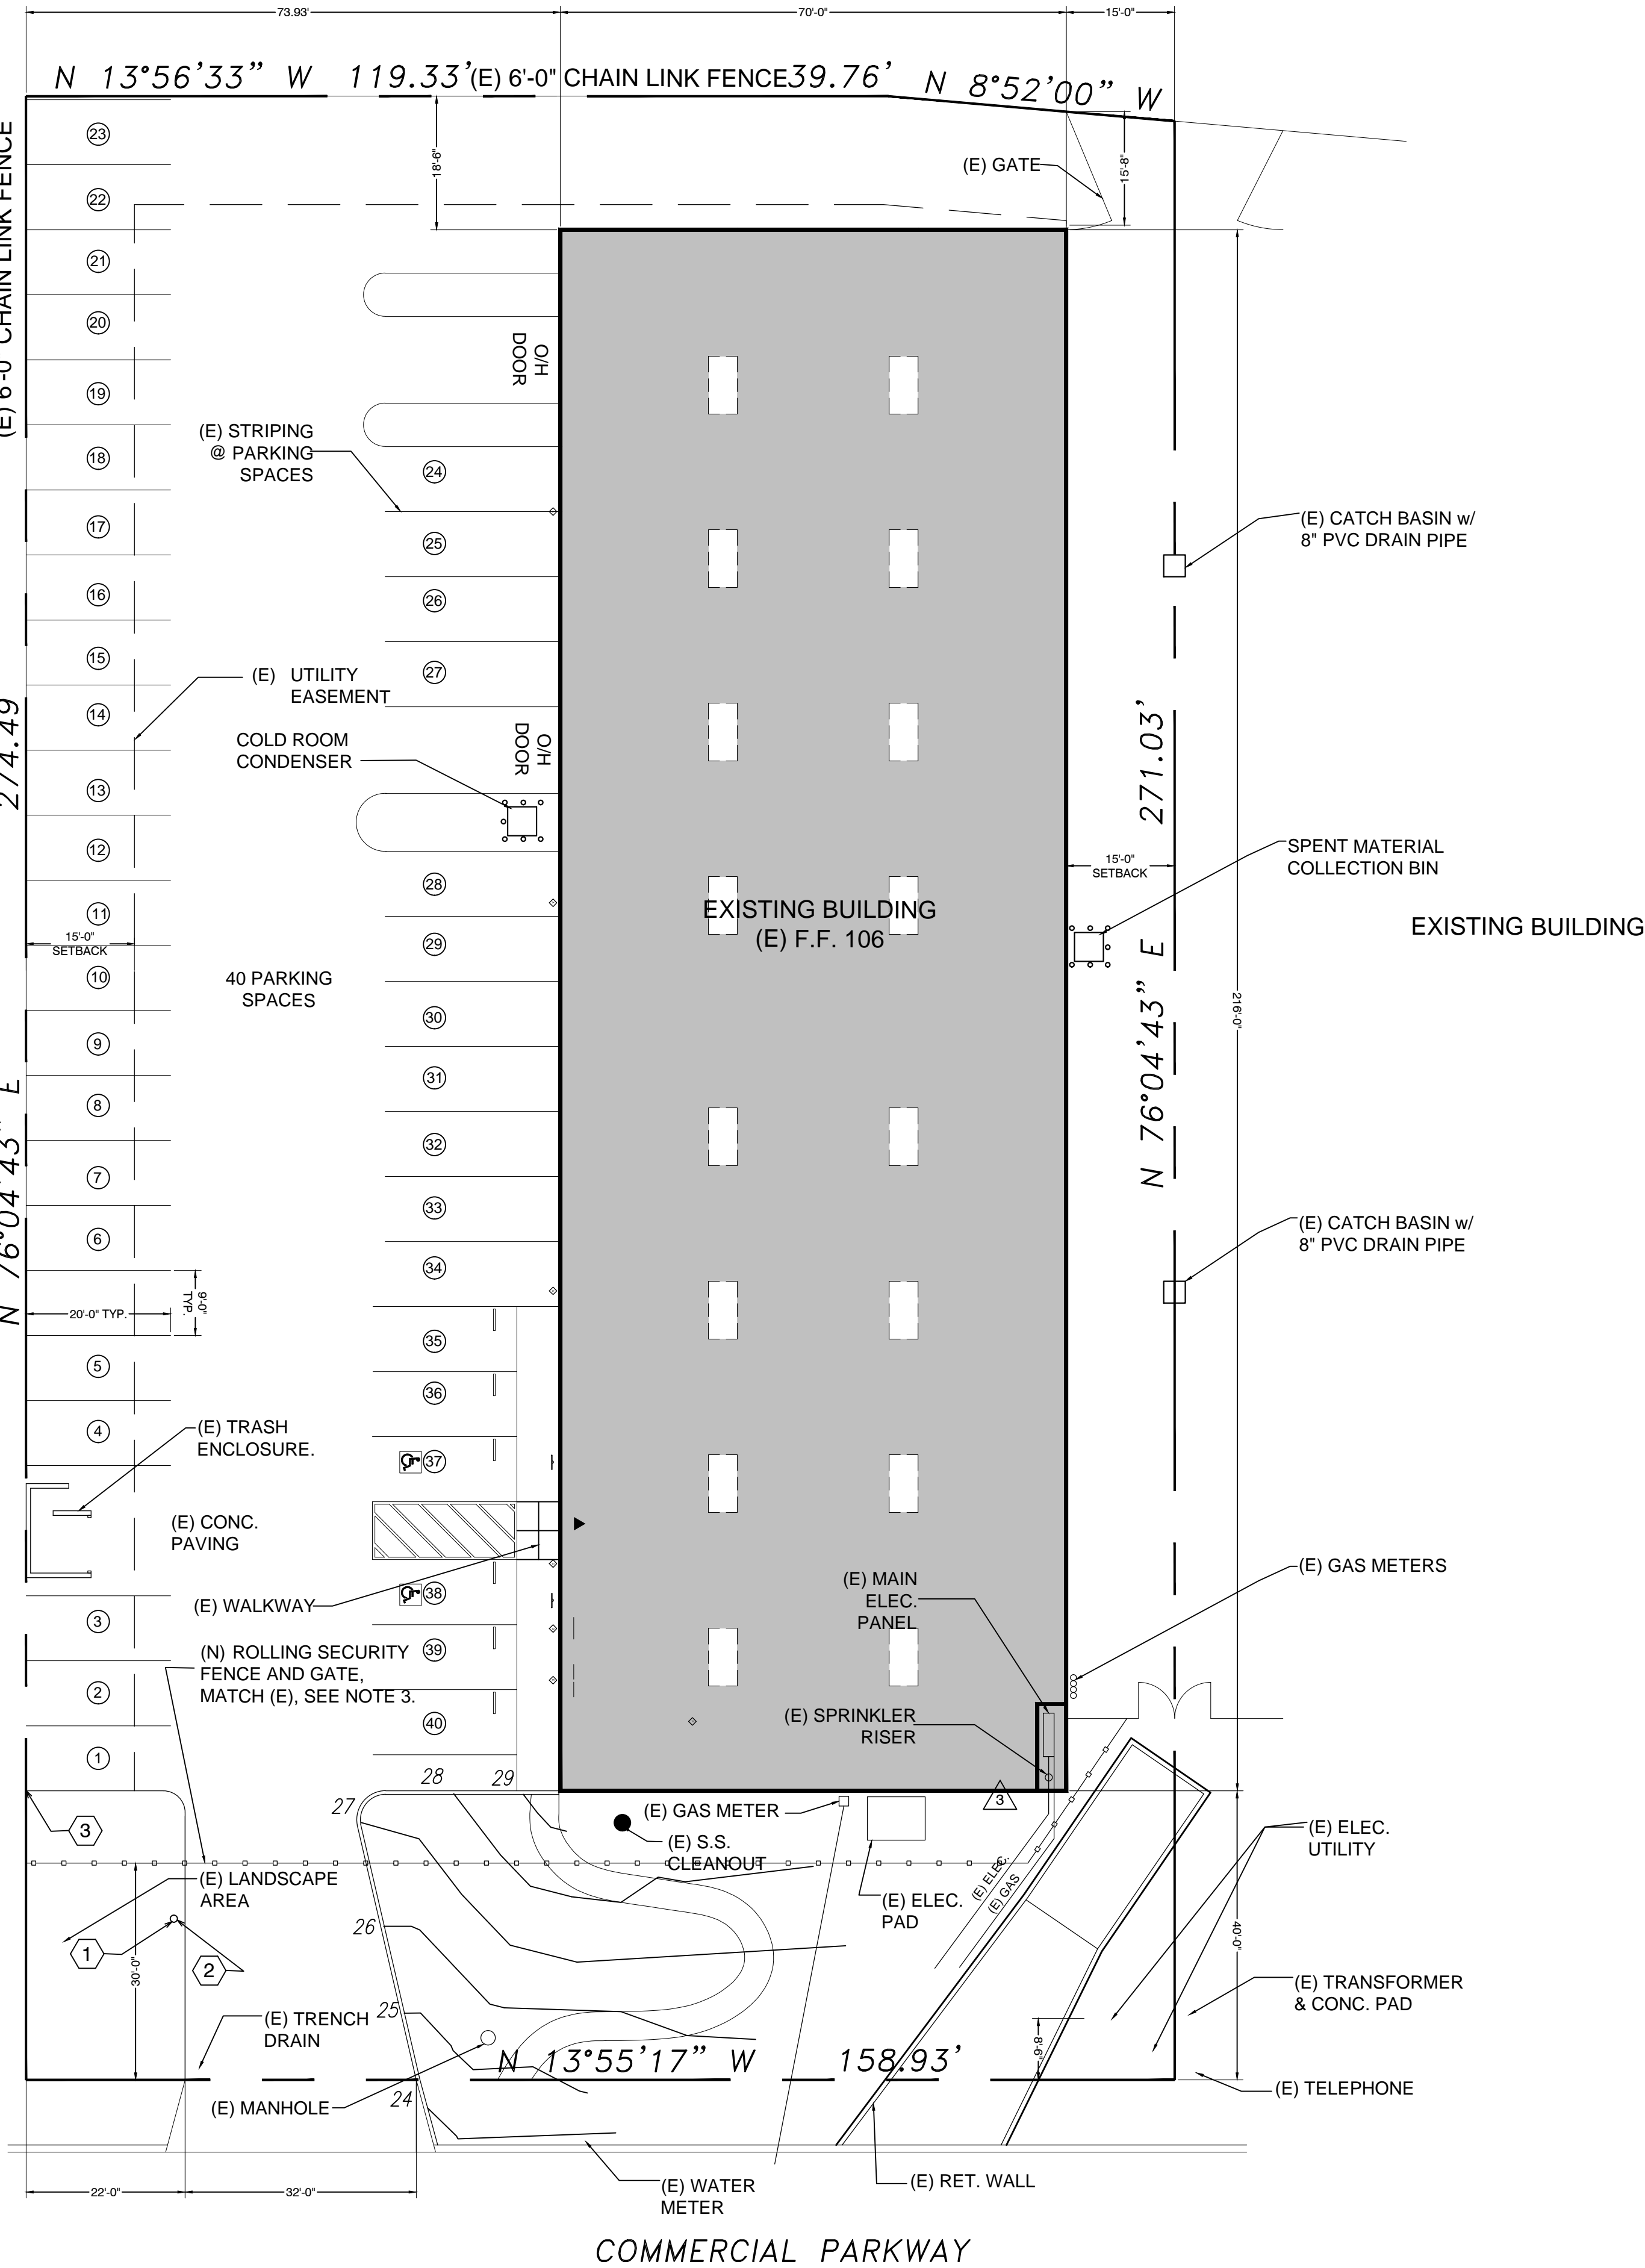 73.93'
70'-0"
15'-0"
N 13°56'33" W 119.33'
(E) 6'-0" CHAIN LINK FENCE
39.76'
N 8°52'00" W
(E) 6'-0" CHAIN LINK FENCE
18'-6"
(E) GATE
15'-8"
23
22
21
20
19
18
17
16
15
14
13
12
11
10
9
8
7
6
5
4
3
2
1
O/H
DOOR
(E) STRIPING
@ PARKING
SPACES
24
25
26
27
(E) CATCH BASIN w/
8" PVC DRAIN PIPE
(E) UTILITY
EASEMENT
274.49
N 76°04'43" E
COLD ROOM
CONDENSER
O/H
DOOR
271.03'
N 76°04'43" E
SPENT MATERIAL
COLLECTION BIN
15'-0"
SETBACK
28
29
30
31
32
33
34
35
36
37
38
39
40
EXISTING BUILDING
(E) F.F. 106
EXISTING BUILDING
15'-0"
SETBACK
40 PARKING
SPACES
216'-0"
(E) CATCH BASIN w/
8" PVC DRAIN PIPE
20'-0" TYP.
9'-0"
TYP.
(E) TRASH
ENCLOSURE.
(E) CONC.
PAVING
(E) WALKWAY
(N) ROLLING SECURITY
FENCE AND GATE,
MATCH (E), SEE NOTE 3.
(E) MAIN
ELEC.
PANEL
(E) GAS METERS
(E) SPRINKLER
RISER
28
29
27
3
3
(E) GAS METER
(E) S.S.
CLEANOUT
(E) ELEC.
UTILITY
(E) LANDSCAPE
AREA
(E) ELEC.
(E) GAS
(E) ELEC.
PAD
26
1
2
30'-0"
40'-0"
(E) TRANSFORMER
& CONC. PAD
25
(E) TRENCH
DRAIN
8'-6"
N 13°55'17" W 158.93'
(E) TELEPHONE
24
(E) MANHOLE
(E) WATER
METER
(E) RET. WALL
22'-0"
32'-0"
COMMERCIAL PARKWAY